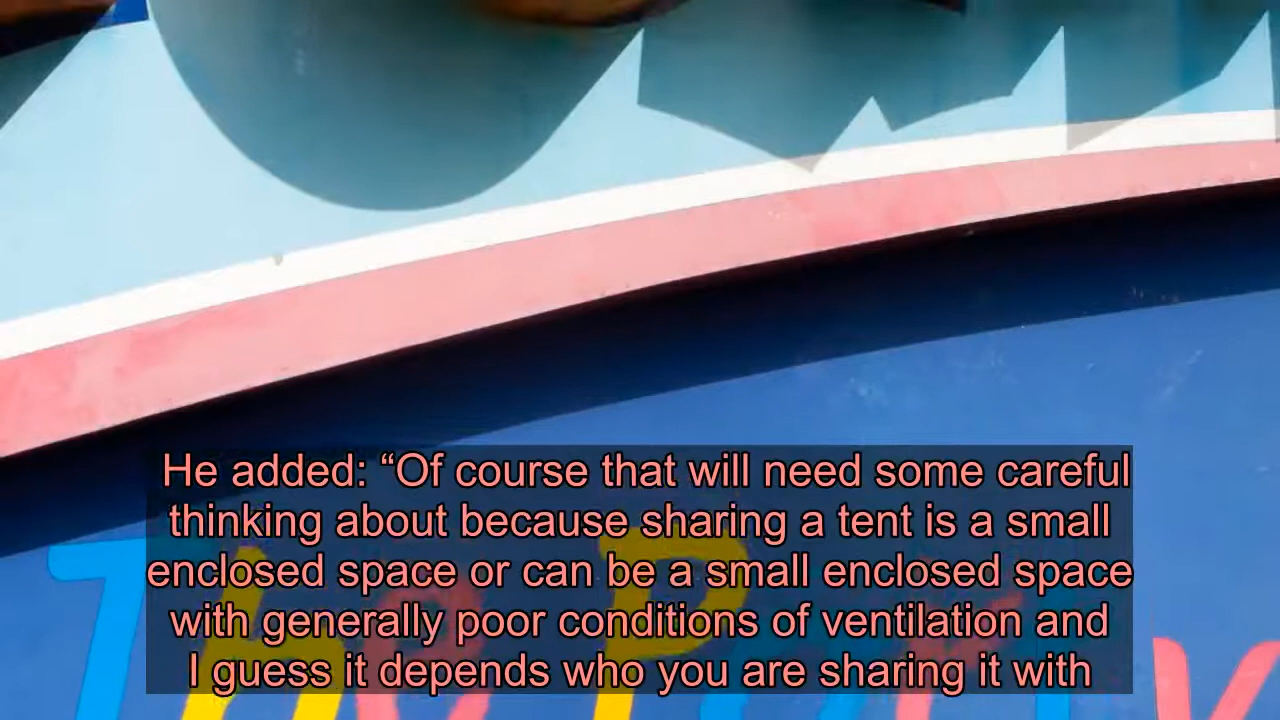 He added: “Of course that will need some careful
thinking about because sharing a tent is a small
enclosed space or can be a small enclosed space
with generally poor conditions of ventilation and
I guess it depends who you are sharing it with
The